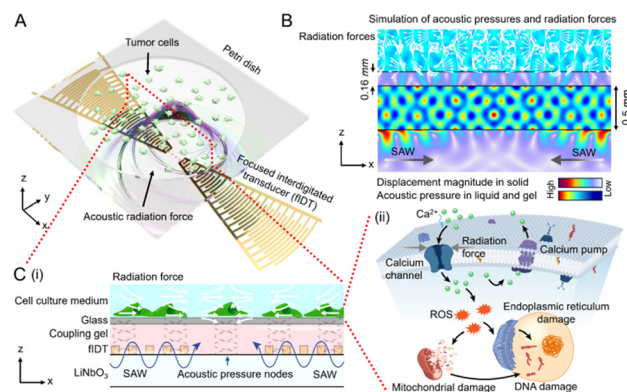 A
Tumor cells
Petri dish
Focused interdigitated
transducer (fIDT)
Acoustic radiation force
z
y
x
B
Simulation of acoustic pressures and radiation forces
Radiation forces
0.16 mm
0.5 mm
z
x
SAW
SAW
Displacement magnitude in solid
Acoustic pressure in liquid and gel
High
Low
C
(i)
Radiation force
Cell culture medium
Glass
Coupling gel
fIDT
LiNbO3
SAW
Acoustic pressure nodes
SAW
z
x
(ii)
Ca2+
Radiation
force
Calcium pump
Calcium
channel
ROS
Endoplasmic reticulum
damage
Mitochondrial damage
DNA damage